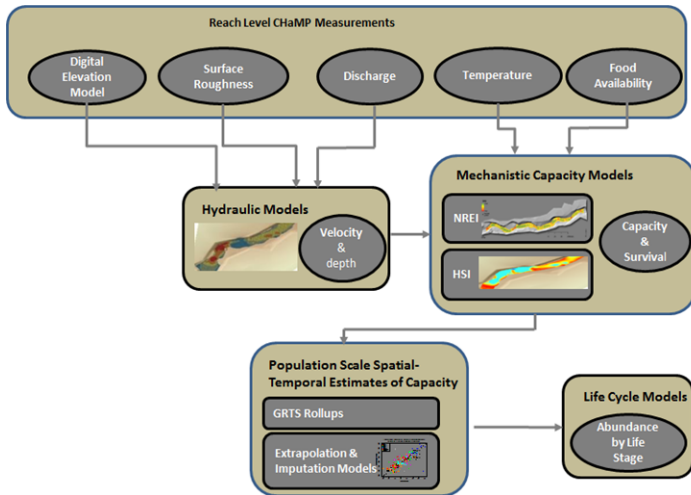 Reach Level CHaMP Measurements
Digital
Elevation
Model
Surface
Roughness
Discharge
Temperature
Food
Availability
Hydraulic Models
Velocity
&
depth
Mechanistic Capacity Models
NREI
HSI
Capacity
&
Survival
Population Scale Spatial-
Temporal Estimates of Capacity
GRTS Rollups
Extrapolation &
Imputation Models
Life Cycle Models
Abundance
by Life
Stage